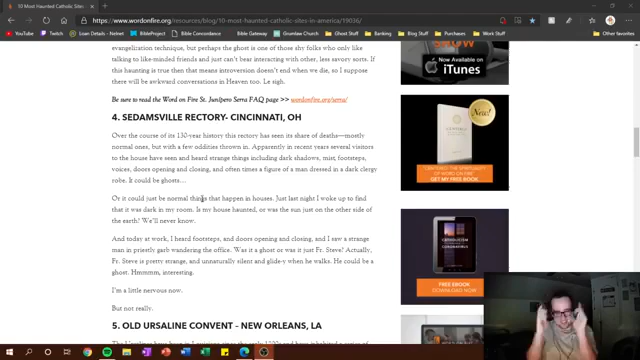 10 Most Haunted Catholic Sites i
https://www.wordonfire.org/resources/blog/10-most-haunted-catholic-sites-in-america/19036/
YouTube
Twitch
Loan Details - Nelnet
Dropbox
Bible Gateway
Grumlaw Church
Ghost Stuff
Banking
Purchases
Work Stuff
Other favorites
evangelization technique, but perhaps the ghost is one of those shy folks who only like
talking to like-minded friends and just can't bear interacting with other, less savory sorts. If
this haunting is true then that means introversion doesn't end when we die, so I suppose
there will be awkward conversations in Heaven too. Le sigh.
Be sure to read the Word on Fire St. Junípero Serra FAQ page >> wordonfire.org/serra/
4. SEDAMSVILLE RECTORY- CINCINNATI, OH
Over the course of its 130-year history this rectory has seen its share of deaths—mostly
normal ones, but with a few oddities thrown in. Apparently in recent years several visitors
to the house have seen and heard strange things including dark shadows, mist, footsteps,
voices, doors opening and closing, and often times a figure of a man dressed in a dark clergy
robe. It could be ghosts…
Or it could just be normal things that happen in houses. Just last night I woke up to find
that it was dark in my room. Is my house haunted, or was the sun just on the other side of
the earth? We'll never know.
And today at work, I heard footsteps, and doors opening and closing, and I saw a strange
man in priestly garb wandering the office. Was it a ghost or was it just Fr. Steve? Actually,
Fr. Steve is pretty strange, and unnaturally silent and glide-y when he walks. He could be a
ghost. Hmmmm, interesting.
I'm a little nervous now.
But not really.
5. OLD URSALINE CONVENT - NEW ORLEANS, LA
SHOW
Now Available on
iTunes
New!
FREE EBOOK
CATHOLICISM
CORONAVIRUS
FREE EBOOK
DOWNLOAD NOW